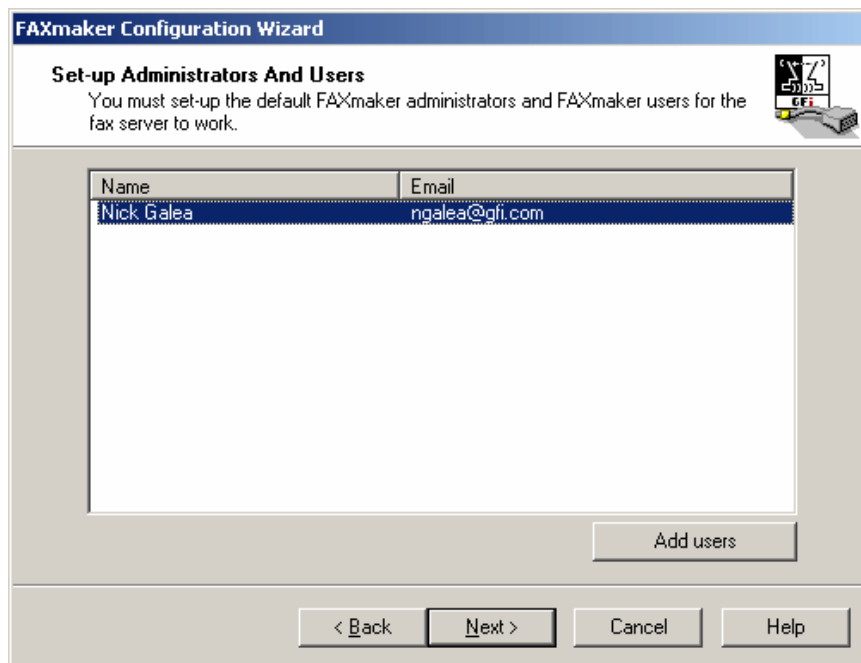 FAXmaker Configuration Wizard
Set-up Administrators And Users
You must set-up the default FAXmaker administrators and FAXmaker users for the
fax server to work.
GFi
Name Email
Nick Galea ngalea@gfi.com
Add users
< Back Next > Cancel Help